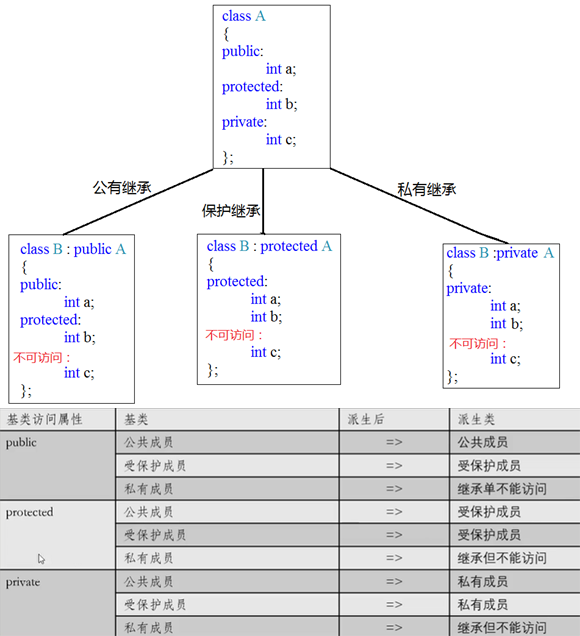 class A
{
public:
int a;
protected:
int b;
private:
int c;
};
公有继承
保护继承
私有继承
class B : public A
{
public:
int a;
protected:
int b;
不可访问：
int c;
};
class B : protected A
{
protected:
int a;
int b;
不可访问：
int c;
};
class B :private A
{
private:
int a;
int b;
不可访问：
int c;
};
基类访问属性 基类 派生后 派生类
public 公共成员 => 公共成员
受保护成员 => 受保护成员
私有成员 => 继承单不能访问
protected 公共成员 => 受保护成员
受保护成员 => 受保护成员
私有成员 => 继承但不能访问
private 公共成员 => 私有成员
受保护成员 => 私有成员
私有成员 => 继承但不能访问